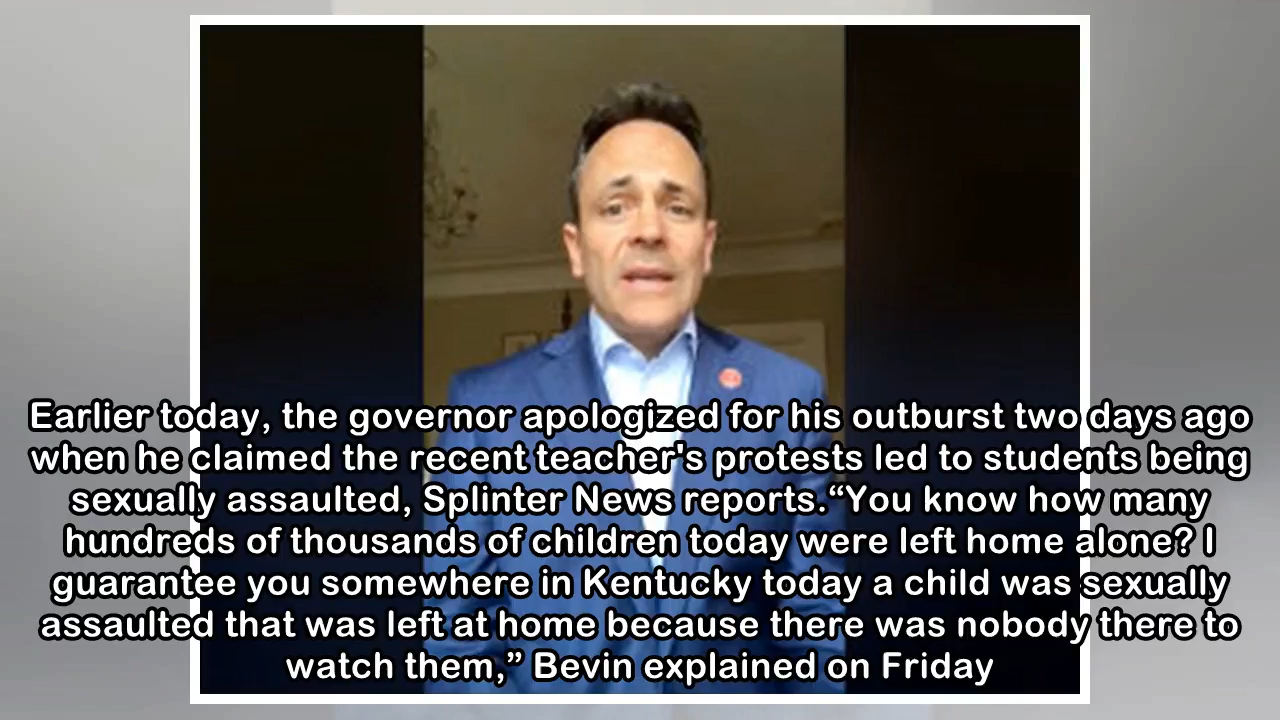 Earlier today, the governor apologized for his outburst two days ago
when he claimed the recent teacher's protests led to students being
sexually assaulted, Splinter News reports.“You know how many
hundreds of thousands of children today were left home alone? I
guarantee you somewhere in Kentucky today a child was sexually
assaulted that was left at home because there was nobody there to
watch them,” Bevin explained on Friday